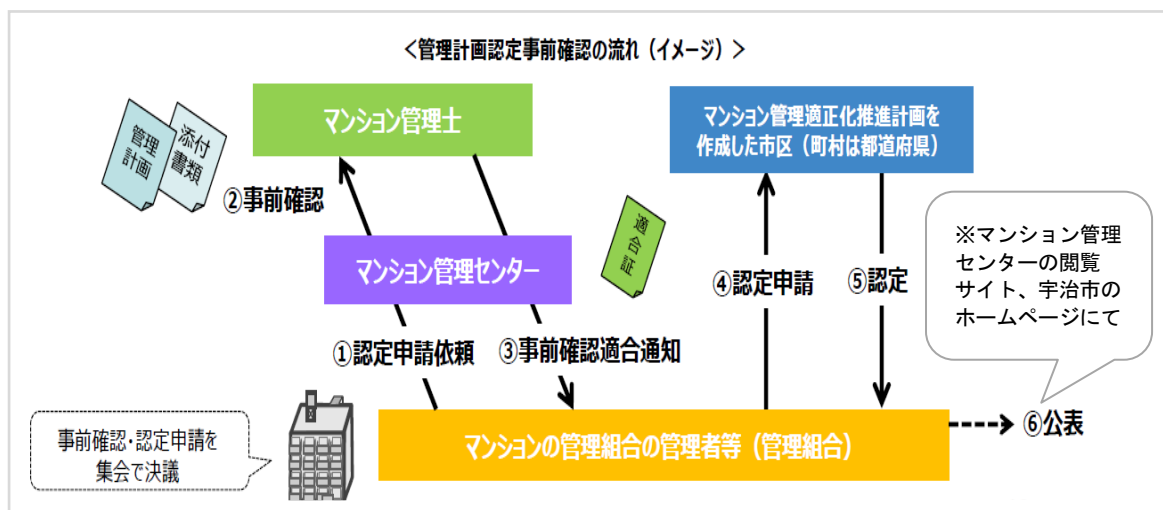 ＜管理計画認定事前確認の流れ（イメージ）＞
マンション管理士
マンション管理適正化推進計画を
作成した市区（町村は都道府県）
管理
計画
添付
書類
②事前確認
適合証
※マンション管理
センターの閲覧
サイト、宇治市の
ホームページにて
マンション管理センター
④認定申請
⑤認定
①認定申請依頼
③事前確認適合通知
事前確認・認定申請を
集会で決議
マンションの管理組合の管理者等（管理組合）
⑥公表